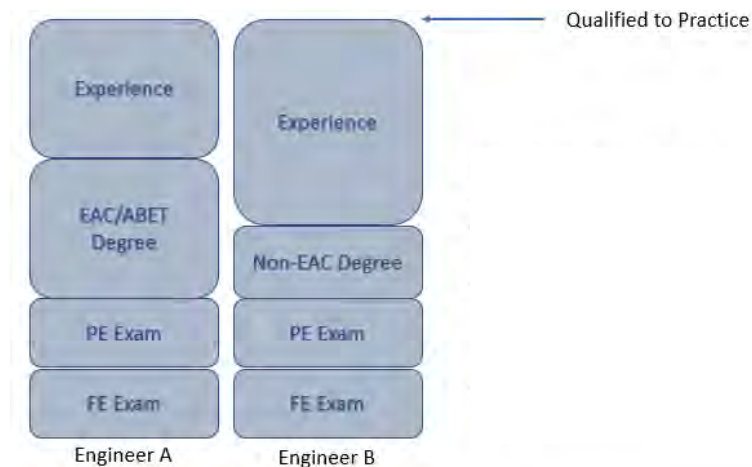 Qualified to Practice
Experience
Experience
EAC/ABET
Degree
Non-EAC Degree
PE Exam
PE Exam
FE Exam
FE Exam
Engineer A
Engineer B